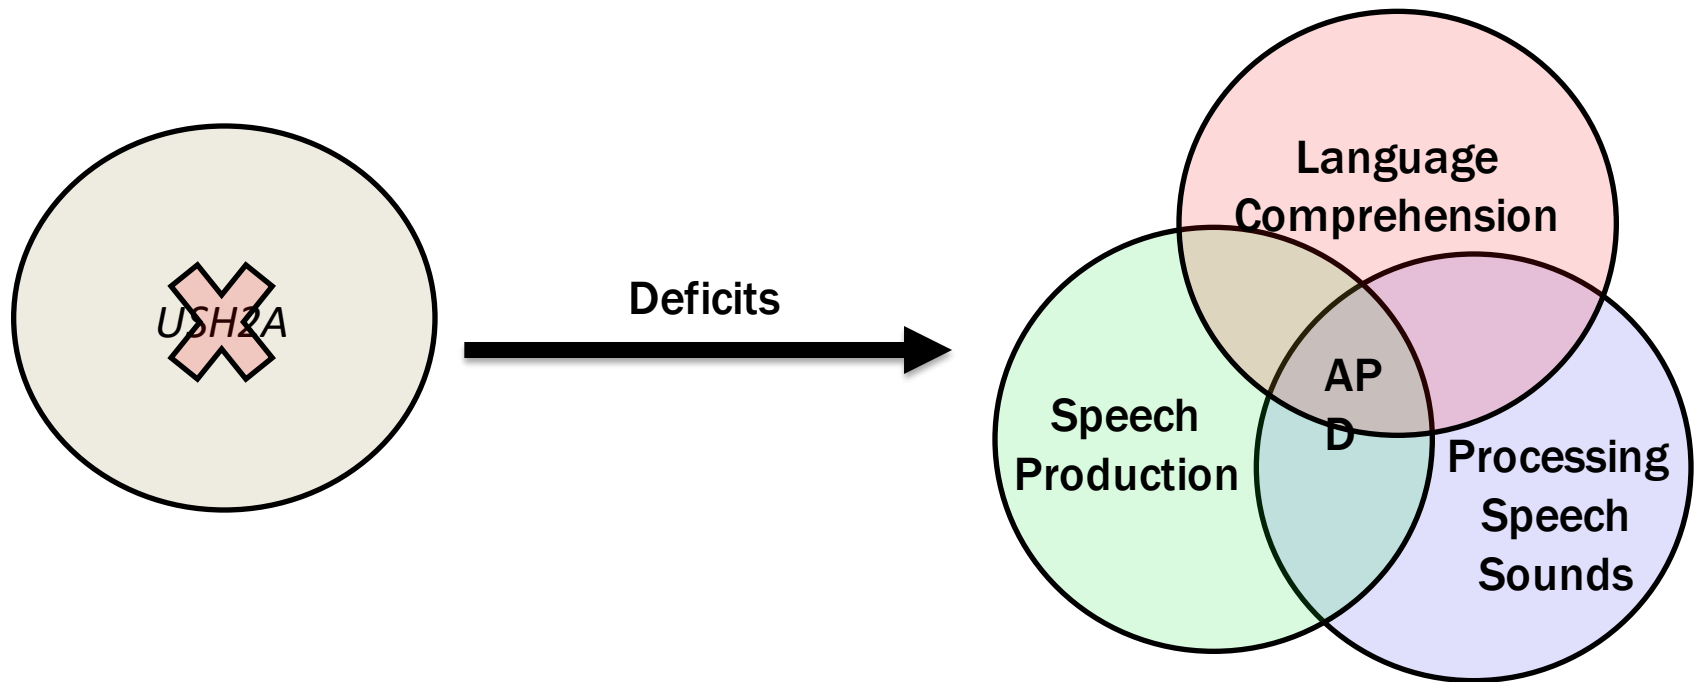 USH2A
Deficits
Language
Comprehension
Speech
Production
AP
D
Processing
Speech
Sounds